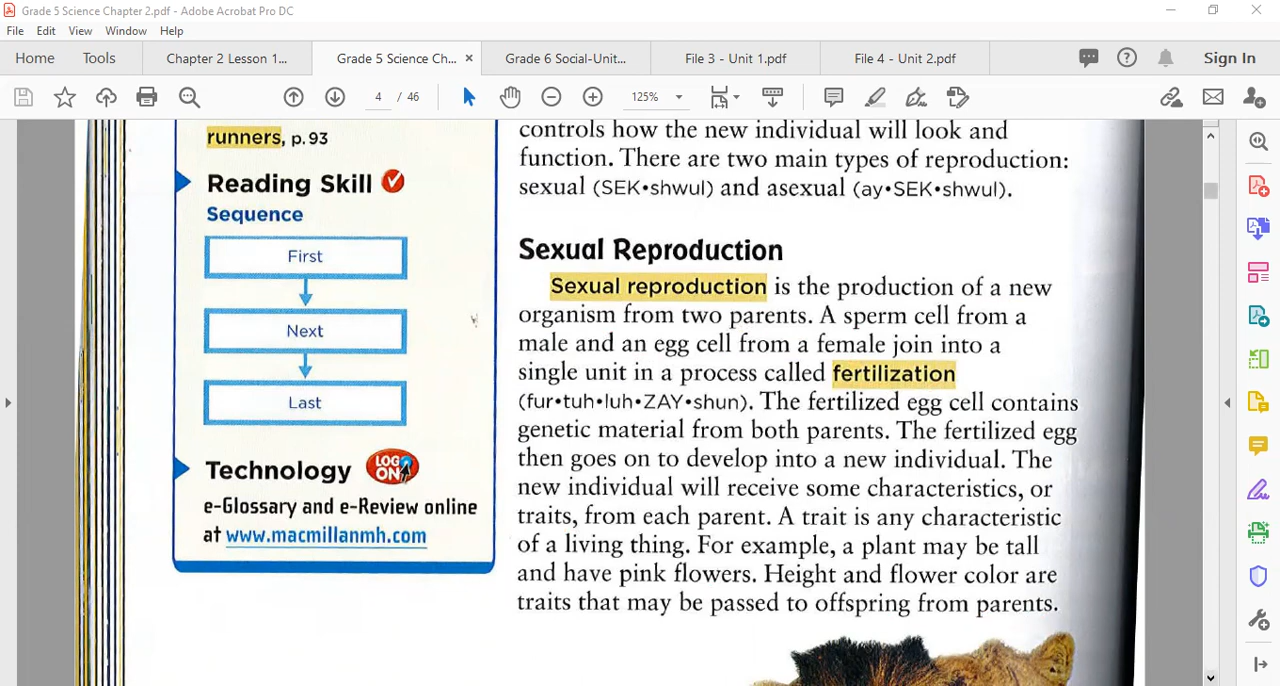 Grade 5 Science Chapter 2.pdf - Adobe Acrobat Pro DC
File Edit View Window Help
Home Tools Chapter 2 Lesson 1... Grade 5 Science Ch... × Grade 6 Social-Unit... File 3 - Unit 1.pdf File 4 - Unit 2.pdf Sign In
4 / 46 125%
runners, p. 93
Reading Skill
Sequence
First
Next
Last
Technology LOG ON
e-Glossary and e-Review online
at www.macmillanmh.com
controls how the new individual will look and
function. There are two main types of reproduction:
sexual (SEK•shwul) and asexual (ay•SEK•shwul).
Sexual Reproduction
Sexual reproduction is the production of a new
organism from two parents. A sperm cell from a
male and an egg cell from a female join into a
single unit in a process called fertilization
(fur•tuh•luh•ZAY•shun). The fertilized egg cell contains
genetic material from both parents. The fertilized egg
then goes on to develop into a new individual. The
new individual will receive some characteristics, or
traits, from each parent. A trait is any characteristic
of a living thing. For example, a plant may be tall
and have pink flowers. Height and flower color are
traits that may be passed to offspring from parents.